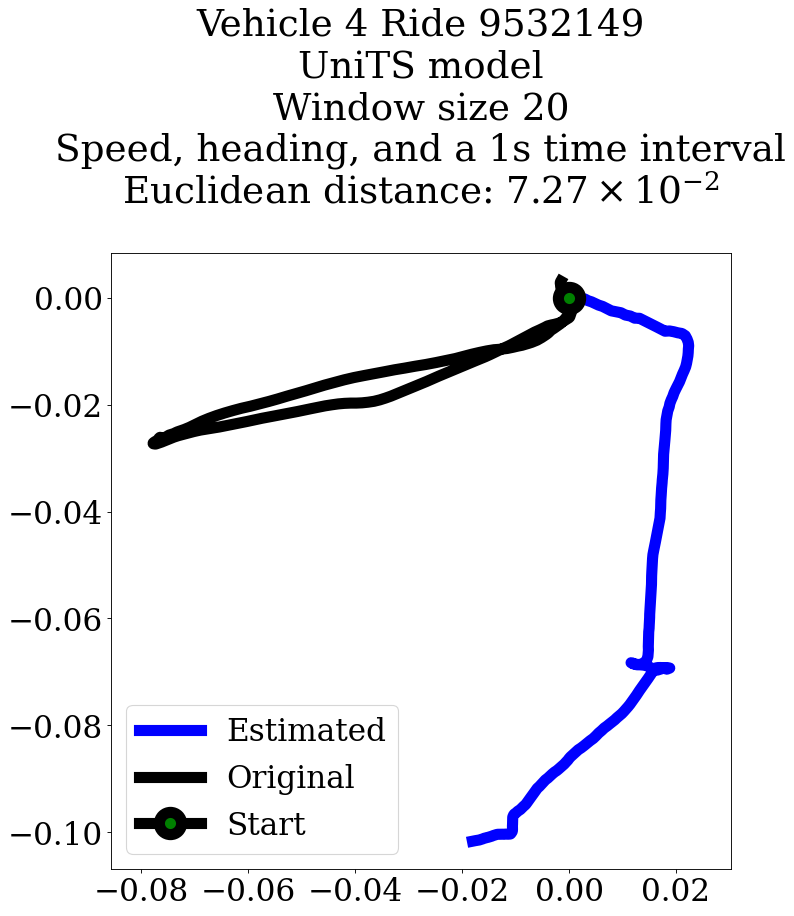 Vehicle 4 Ride 9532149
UniTS model
Window size 20
Speed, heading, and a 1s time interval
Euclidean distance: 7.27 × 10⁻²
0.00
−0.02
−0.04
−0.06
−0.08
−0.10
Estimated
Original
Start
−0.08 −0.06 −0.04 −0.02 0.00 0.02